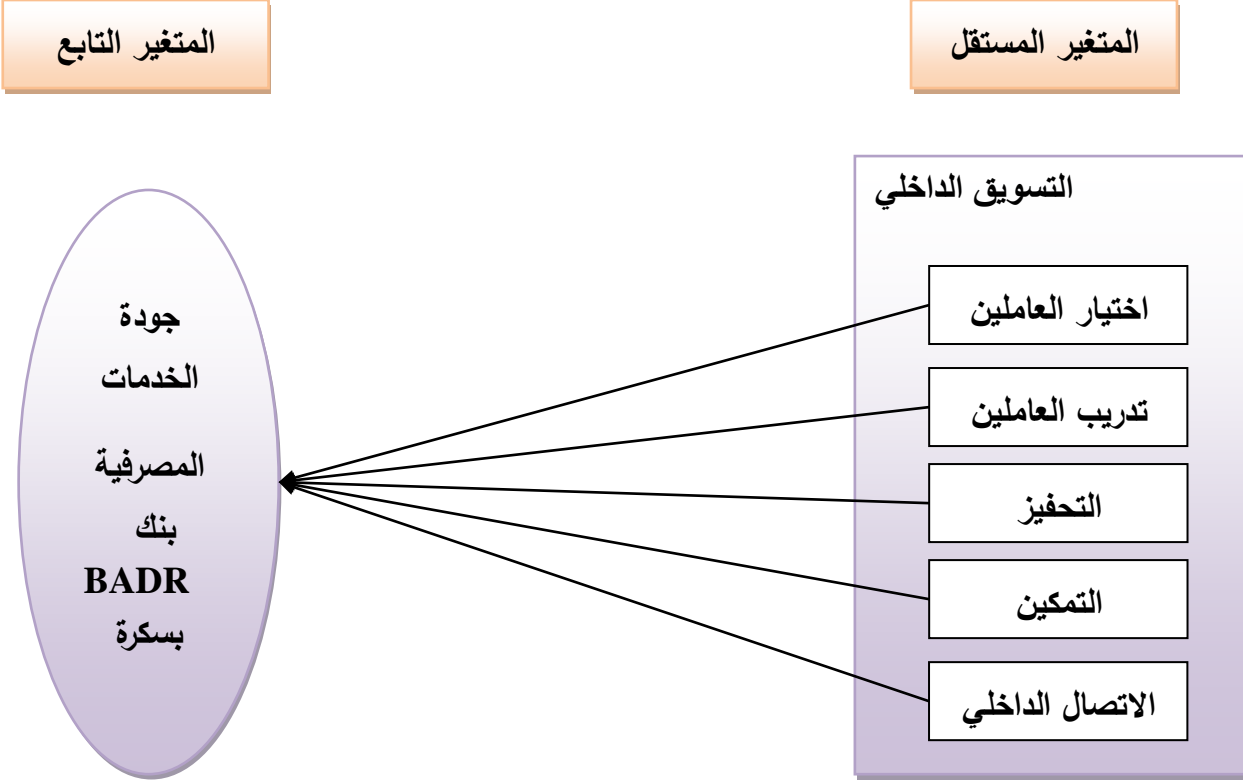 المتغير المستقل
المتغير التابع
التسويق الداخلي
اختيار العاملين
تدريب العاملين
التحفيز
التمكين
الاتصال الداخلي
جودة
الخدمات
المصرفية
بنك
BADR
بسكرة